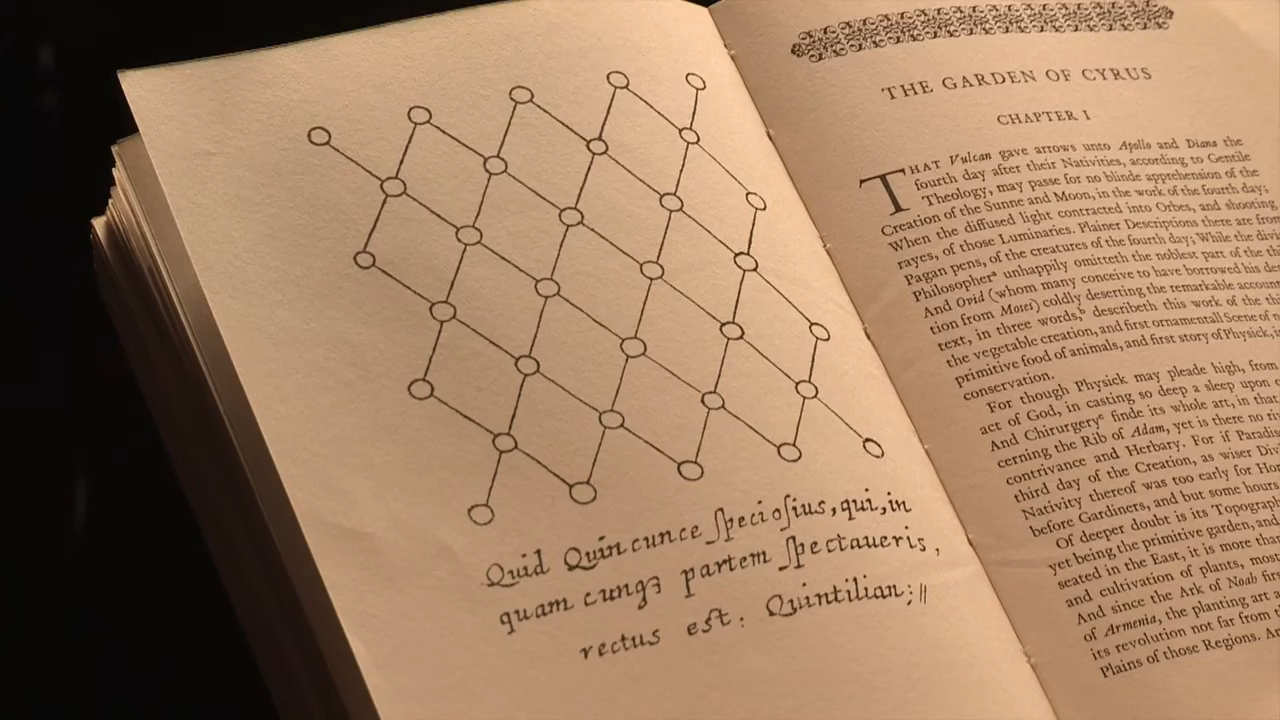 Quid Quincunce ſpecioſius, qui, in
quam cunqȝ partem ſpectaueris,
rectus est: Quintilian; //
THE GARDEN OF CYRUS
CHAPTER I
THAT Vulcan gave arrows unto Apollo and Diana the
fourth day after their Nativities, according to Gentile
Theology, may passe for no blinde apprehension of the
Creation of the Sunne and Moon, in the work of the fourth day;
When the diffused light contracted into Orbes, and shooting
rayes, of those Luminaries. Plainer Descriptions there are from
Pagan pens, of the creatures of the fourth day; While the divi
Philosopherᵃ unhappily omitteth the noblest part of the th
And Ovid (whom many conceive to have borrowed his de
tion from Moses) coldly deserting the remarkable accoun
text, in three words,ᵇ describeth this work of the th
the vegetable creation, and first ornamentall Scene of n
primitive food of animals, and first story of Physick, i
conservation.
For though Physick may pleade high, from
act of God, in casting so deep a sleep upon
And Chirurgeryᶜ finde its whole art, in that
cerning the Rib of Adam, yet is there no ri
contrivance and Herbary. For if Paradis
third day of the Creation, as wiser Divi
Nativity thereof was too early for Hor
before Gardiners, and but some hours
Of deeper doubt is its Topograp
yet being the primitive garden, and
seated in the East, it is more tha
and cultivation of plants, mos
And since the Ark of Noah firs
of Armenia, the planting art a
its revolution not far from t
Plains of those Regions. A